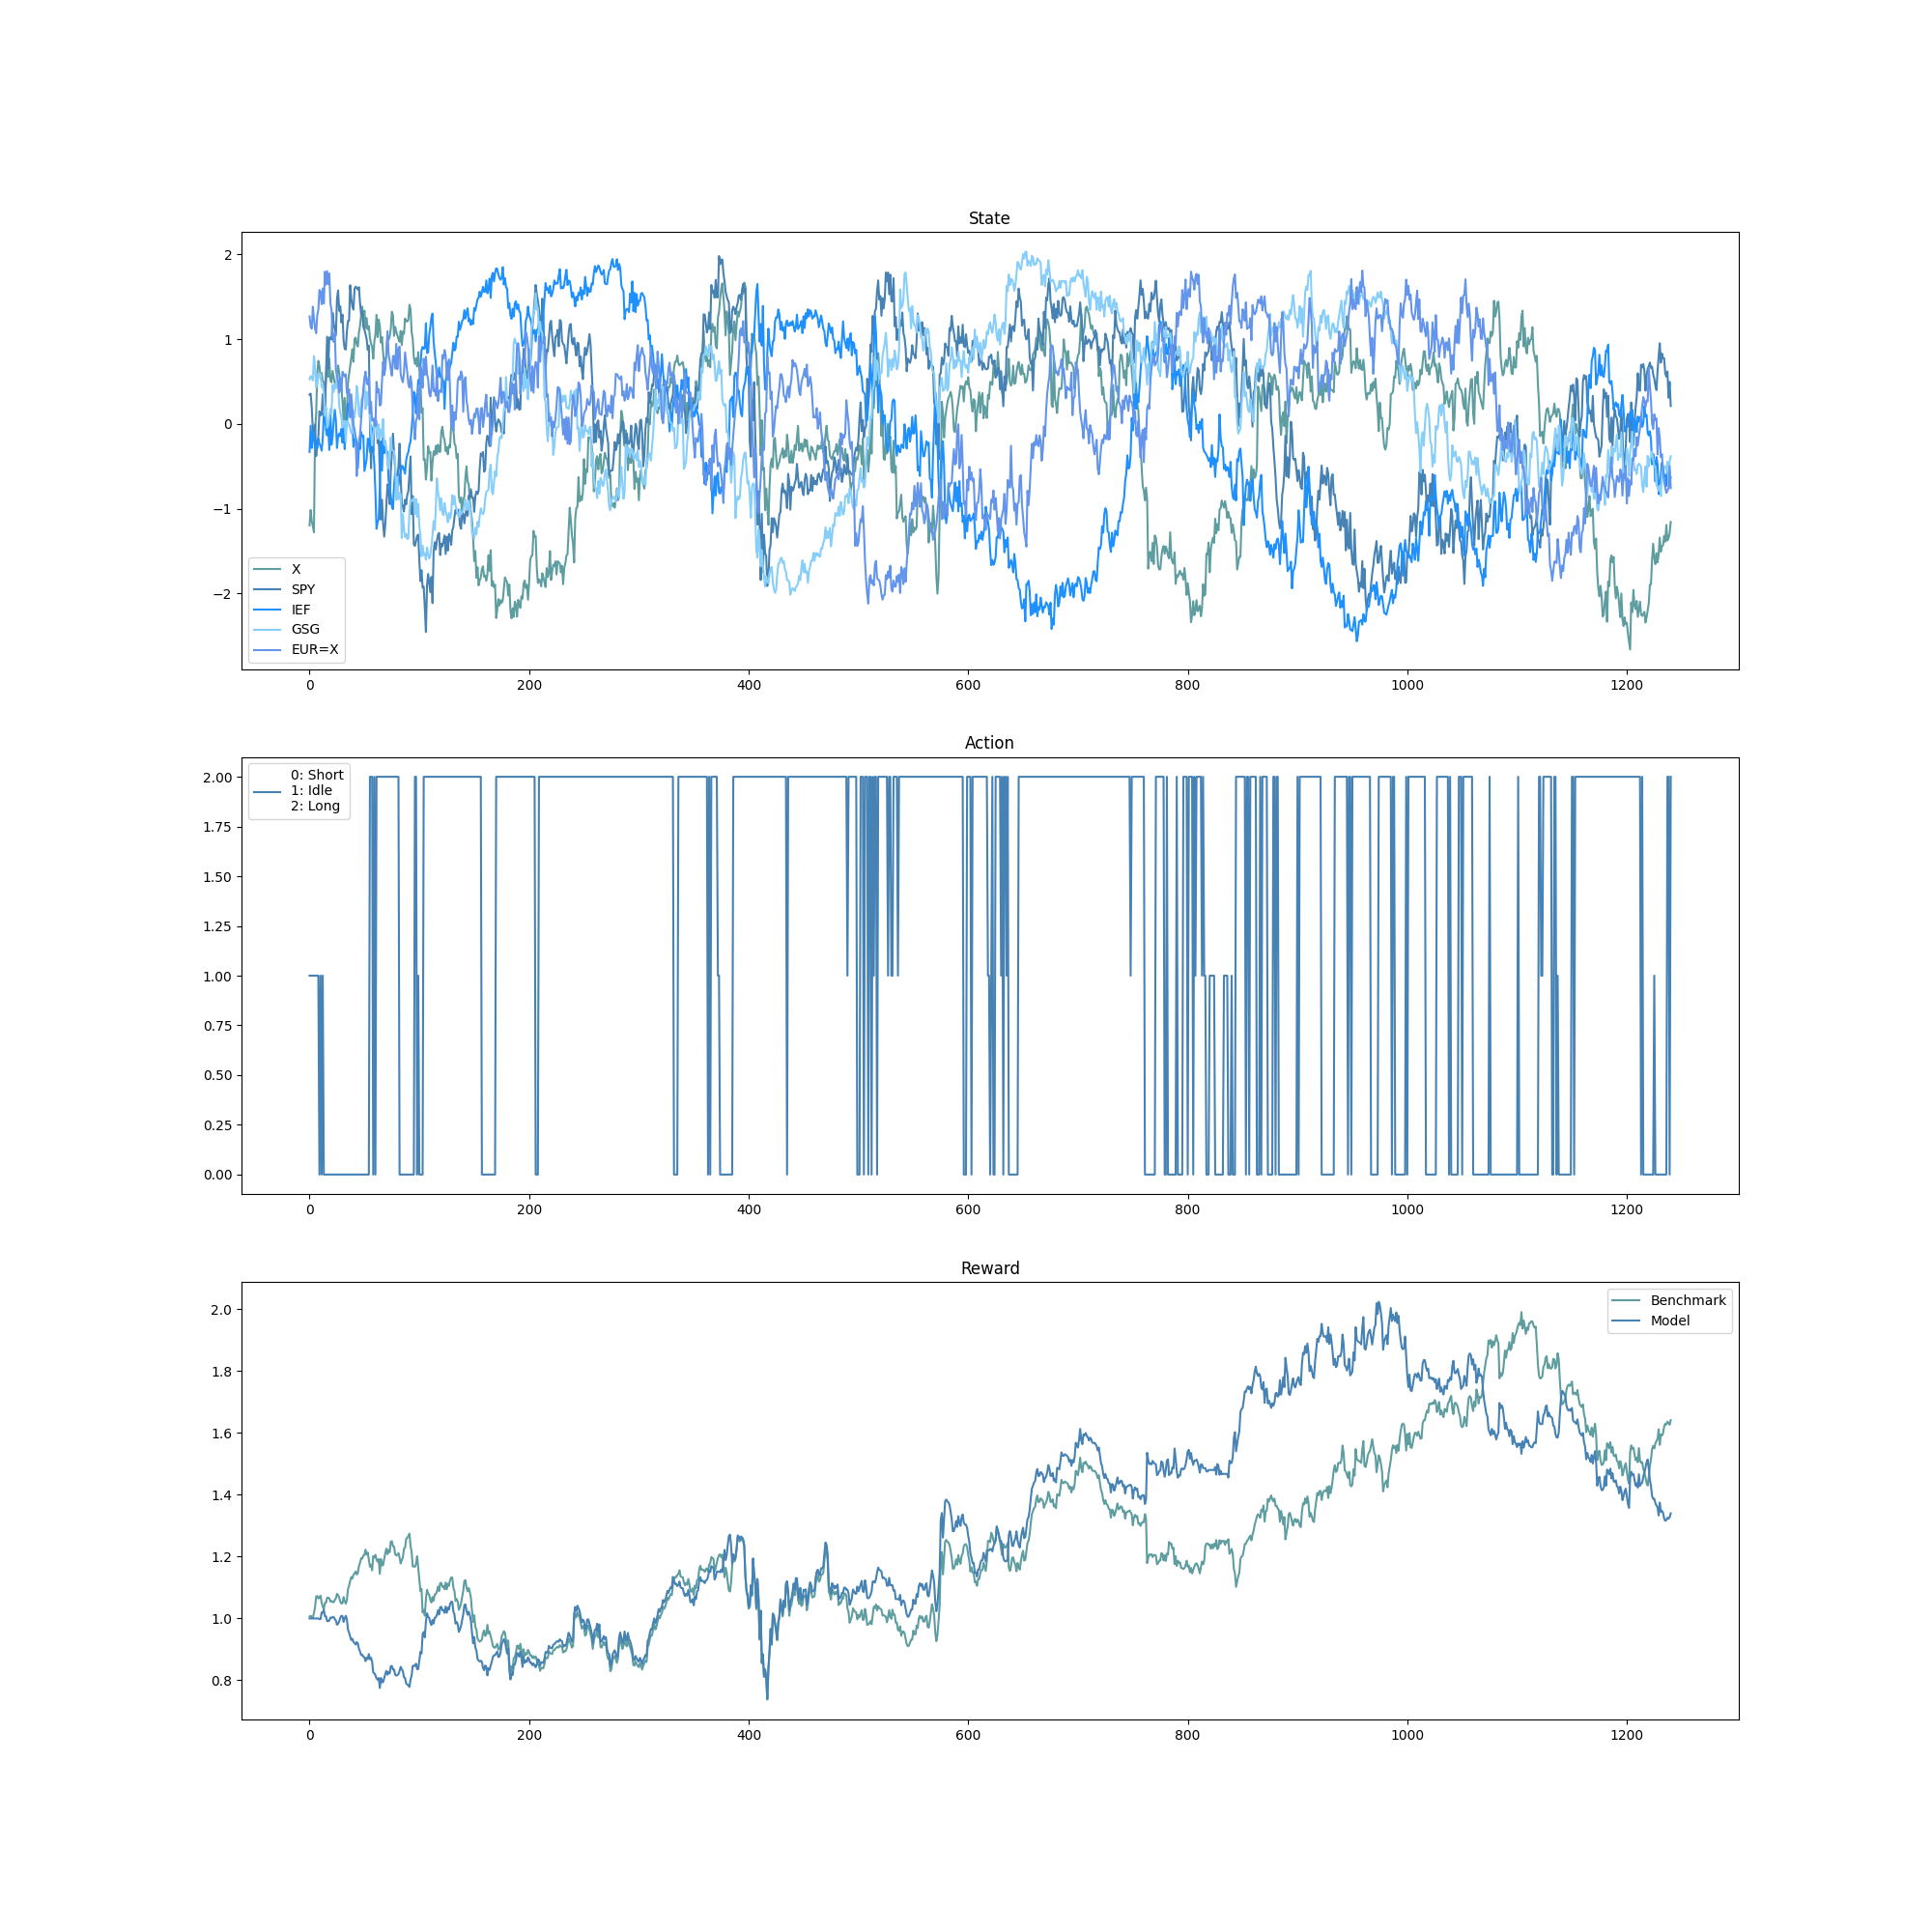 State
2
1
0
−1
−2
X
SPY
IEF
GSG
EUR=X
0 200 400 600 800 1000 1200
Action
2.00
1.75
1.50
1.25
1.00
0.75
0.50
0.25
0.00
0: Short
1: Idle
2: Long
0 200 400 600 800 1000 1200
Reward
2.0
1.8
1.6
1.4
1.2
1.0
0.8
Benchmark
Model
0 200 400 600 800 1000 1200